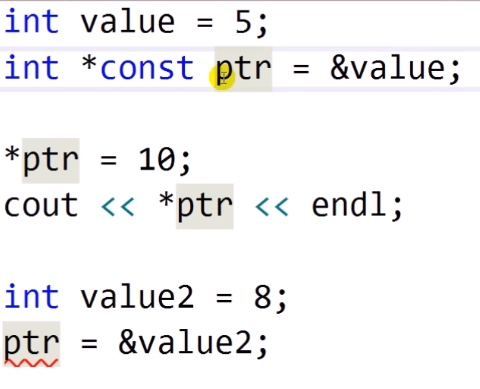 int value = 5;
int *const ptr = &value;
*ptr = 10;
cout << *ptr << endl;
int value2 = 8;
ptr = &value2;